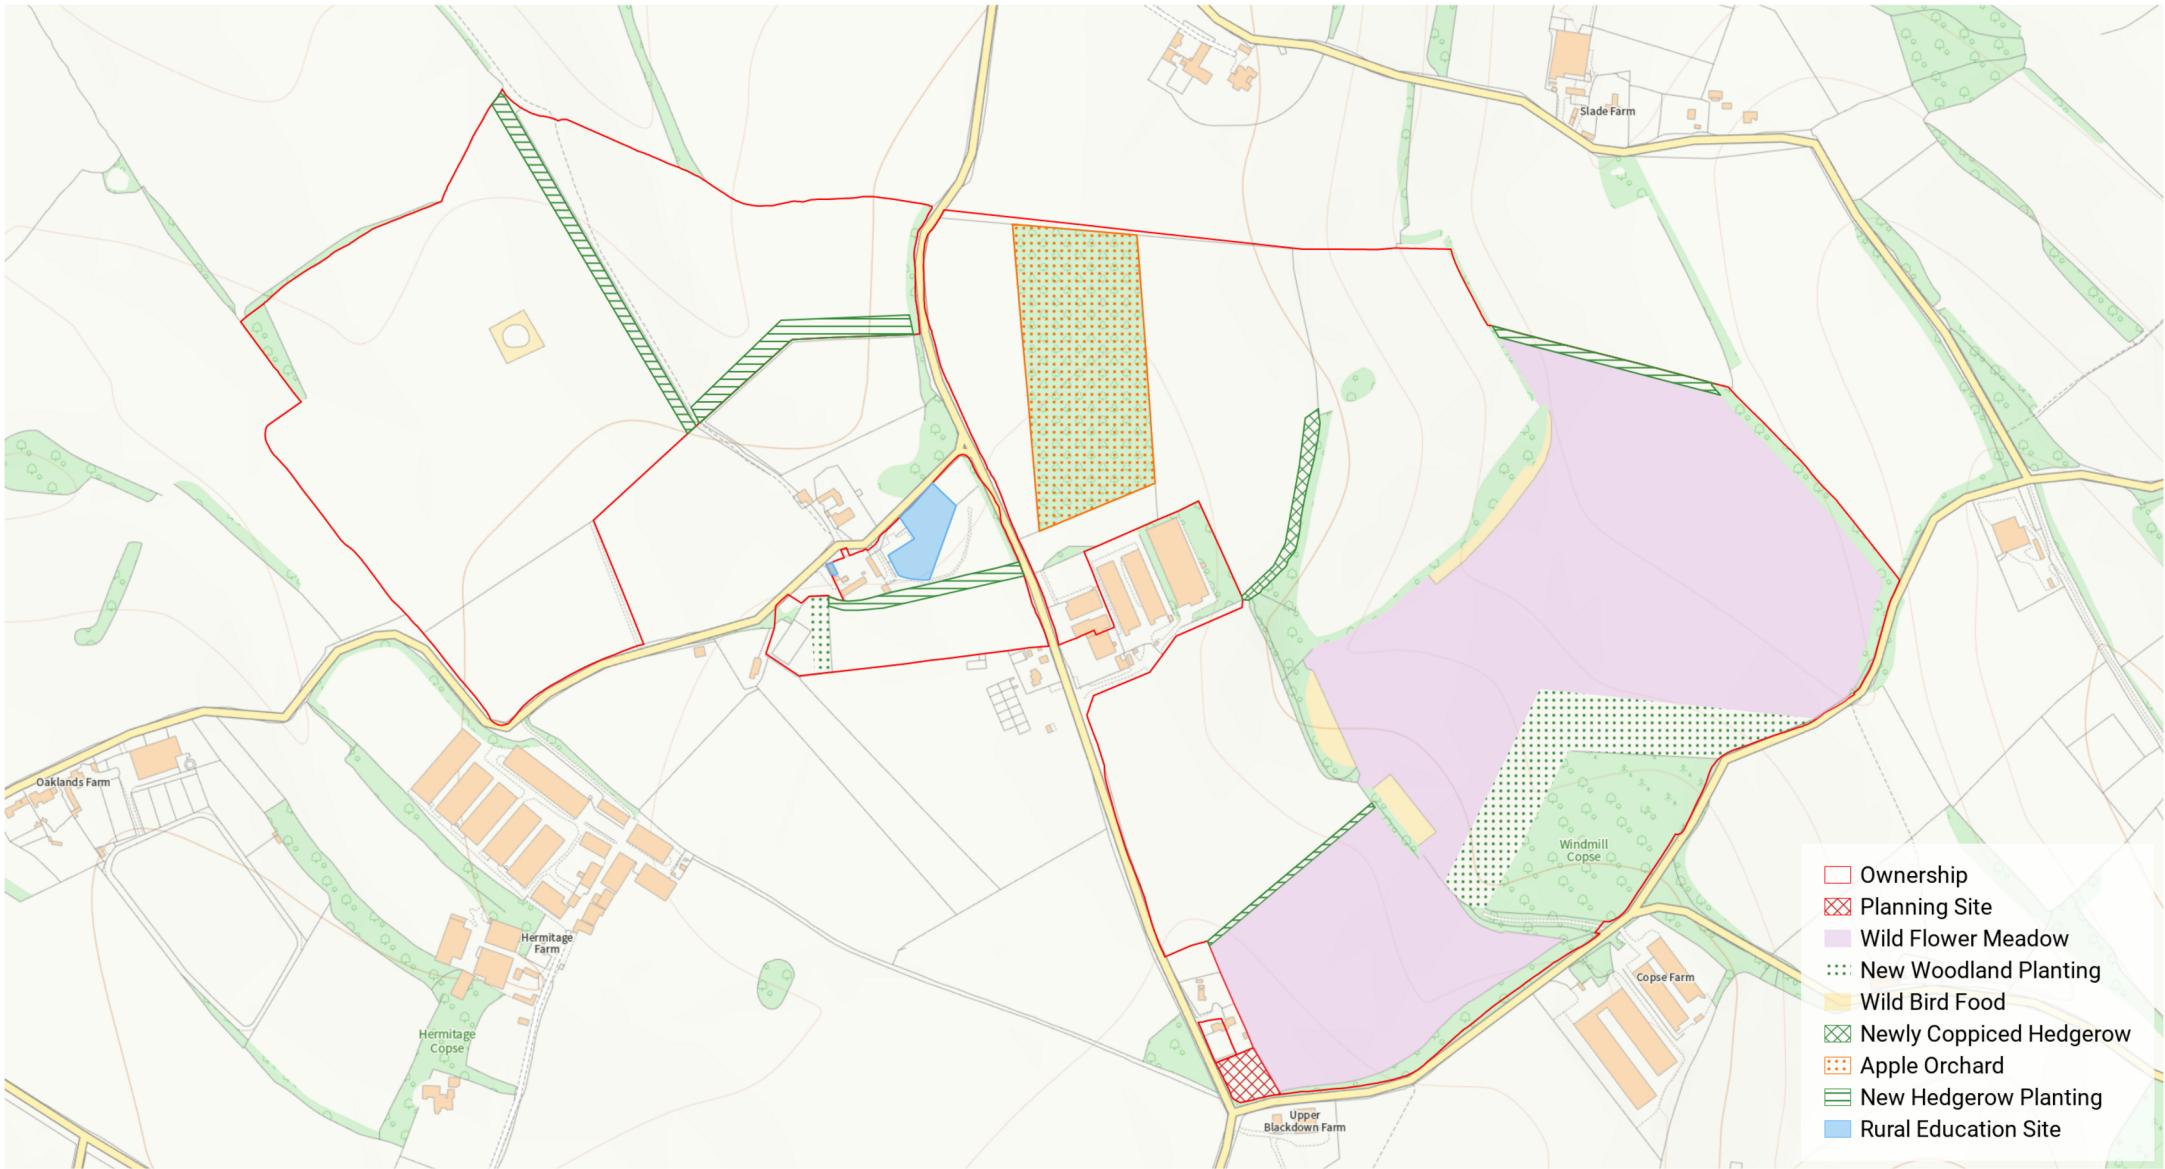 Slade Farm
Oaklands Farm
Windmill
Copse
Hermitage
Farm
Copse Farm
Hermitage
Copse
Upper
Blackdown Farm
Ownership
Planning Site
Wild Flower Meadow
New Woodland Planting
Wild Bird Food
Newly Coppiced Hedgerow
Apple Orchard
New Hedgerow Planting
Rural Education Site